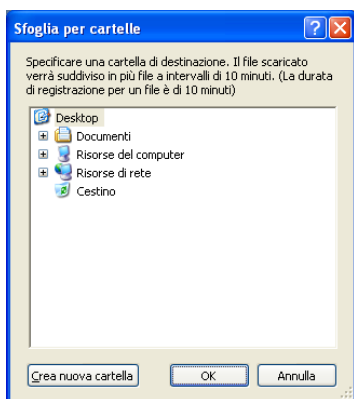 Sfoglia per cartelle
Specificare una cartella di destinazione. Il file scaricato
verrà suddiviso in più file a intervalli di 10 minuti. (La durata
di registrazione per un file è di 10 minuti)
Desktop
Documenti
Risorse del computer
Risorse di rete
Cestino
Crea nuova cartella OK Annulla